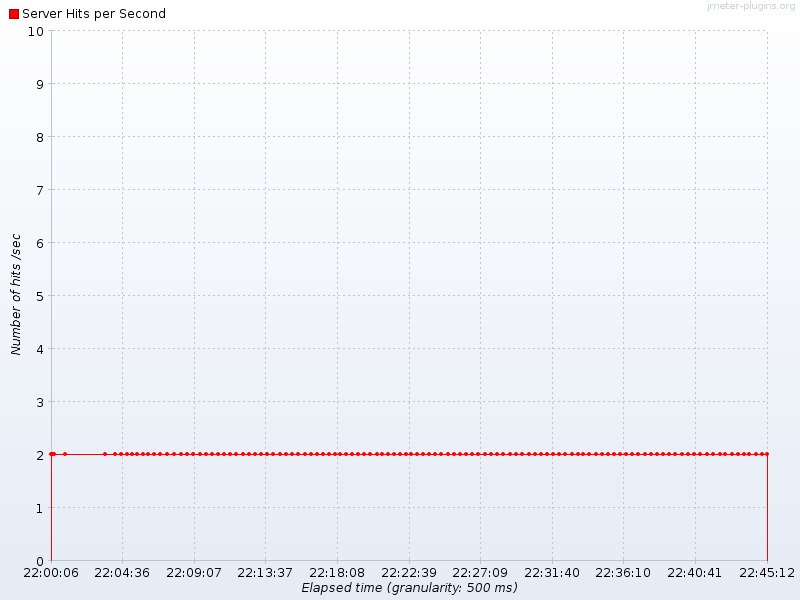 jmeter-plugins.org
Server Hits per Second
10
9
8
7
6
5
4
3
2
1
0
Number of hits /sec
22:00:06 22:04:36 22:09:07 22:13:37 22:18:08 22:22:39 22:27:09 22:31:40 22:36:10 22:40:41 22:45:12
Elapsed time (granularity: 500 ms)